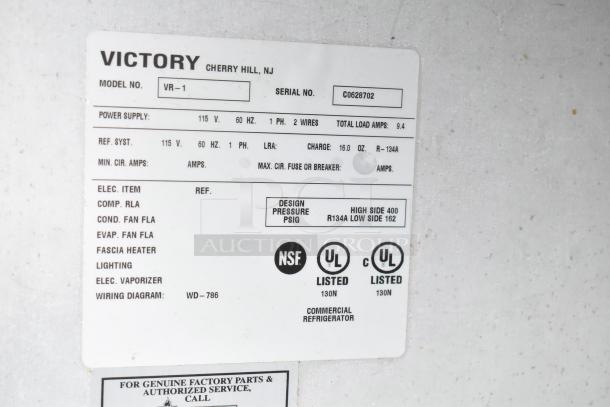 VICTORY CHERRY HILL, NJ
MODEL NO. VR-1 SERIAL NO. C0628702
POWER SUPPLY: 115 V. 60 HZ. 1 PH. 2 WIRES TOTAL LOAD AMPS: 9.4
REF. SYST. 115 V. 60 HZ. 1 PH. LRA: CHARGE: 16.0 OZ. R-134A
MIN. CIR. AMPS: AMPS. MAX. CIR. FUSE OR BREAKER: AMPS.
ELEC. ITEM REF.
COMP. RLA
COND. FAN FLA
EVAP. FAN FLA
FASCIA HEATER
LIGHTING
ELEC. VAPORIZER
WIRING DIAGRAM: WD-786
DESIGN
PRESSURE HIGH SIDE 400
PSIG R134A LOW SIDE 162
PCI
AUCTION GROUP
NSF UL C UL
LISTED LISTED
130N 130N
COMMERCIAL
REFRIGERATOR
FOR GENUINE FACTORY PARTS &
AUTHORIZED SERVICE,
CALL